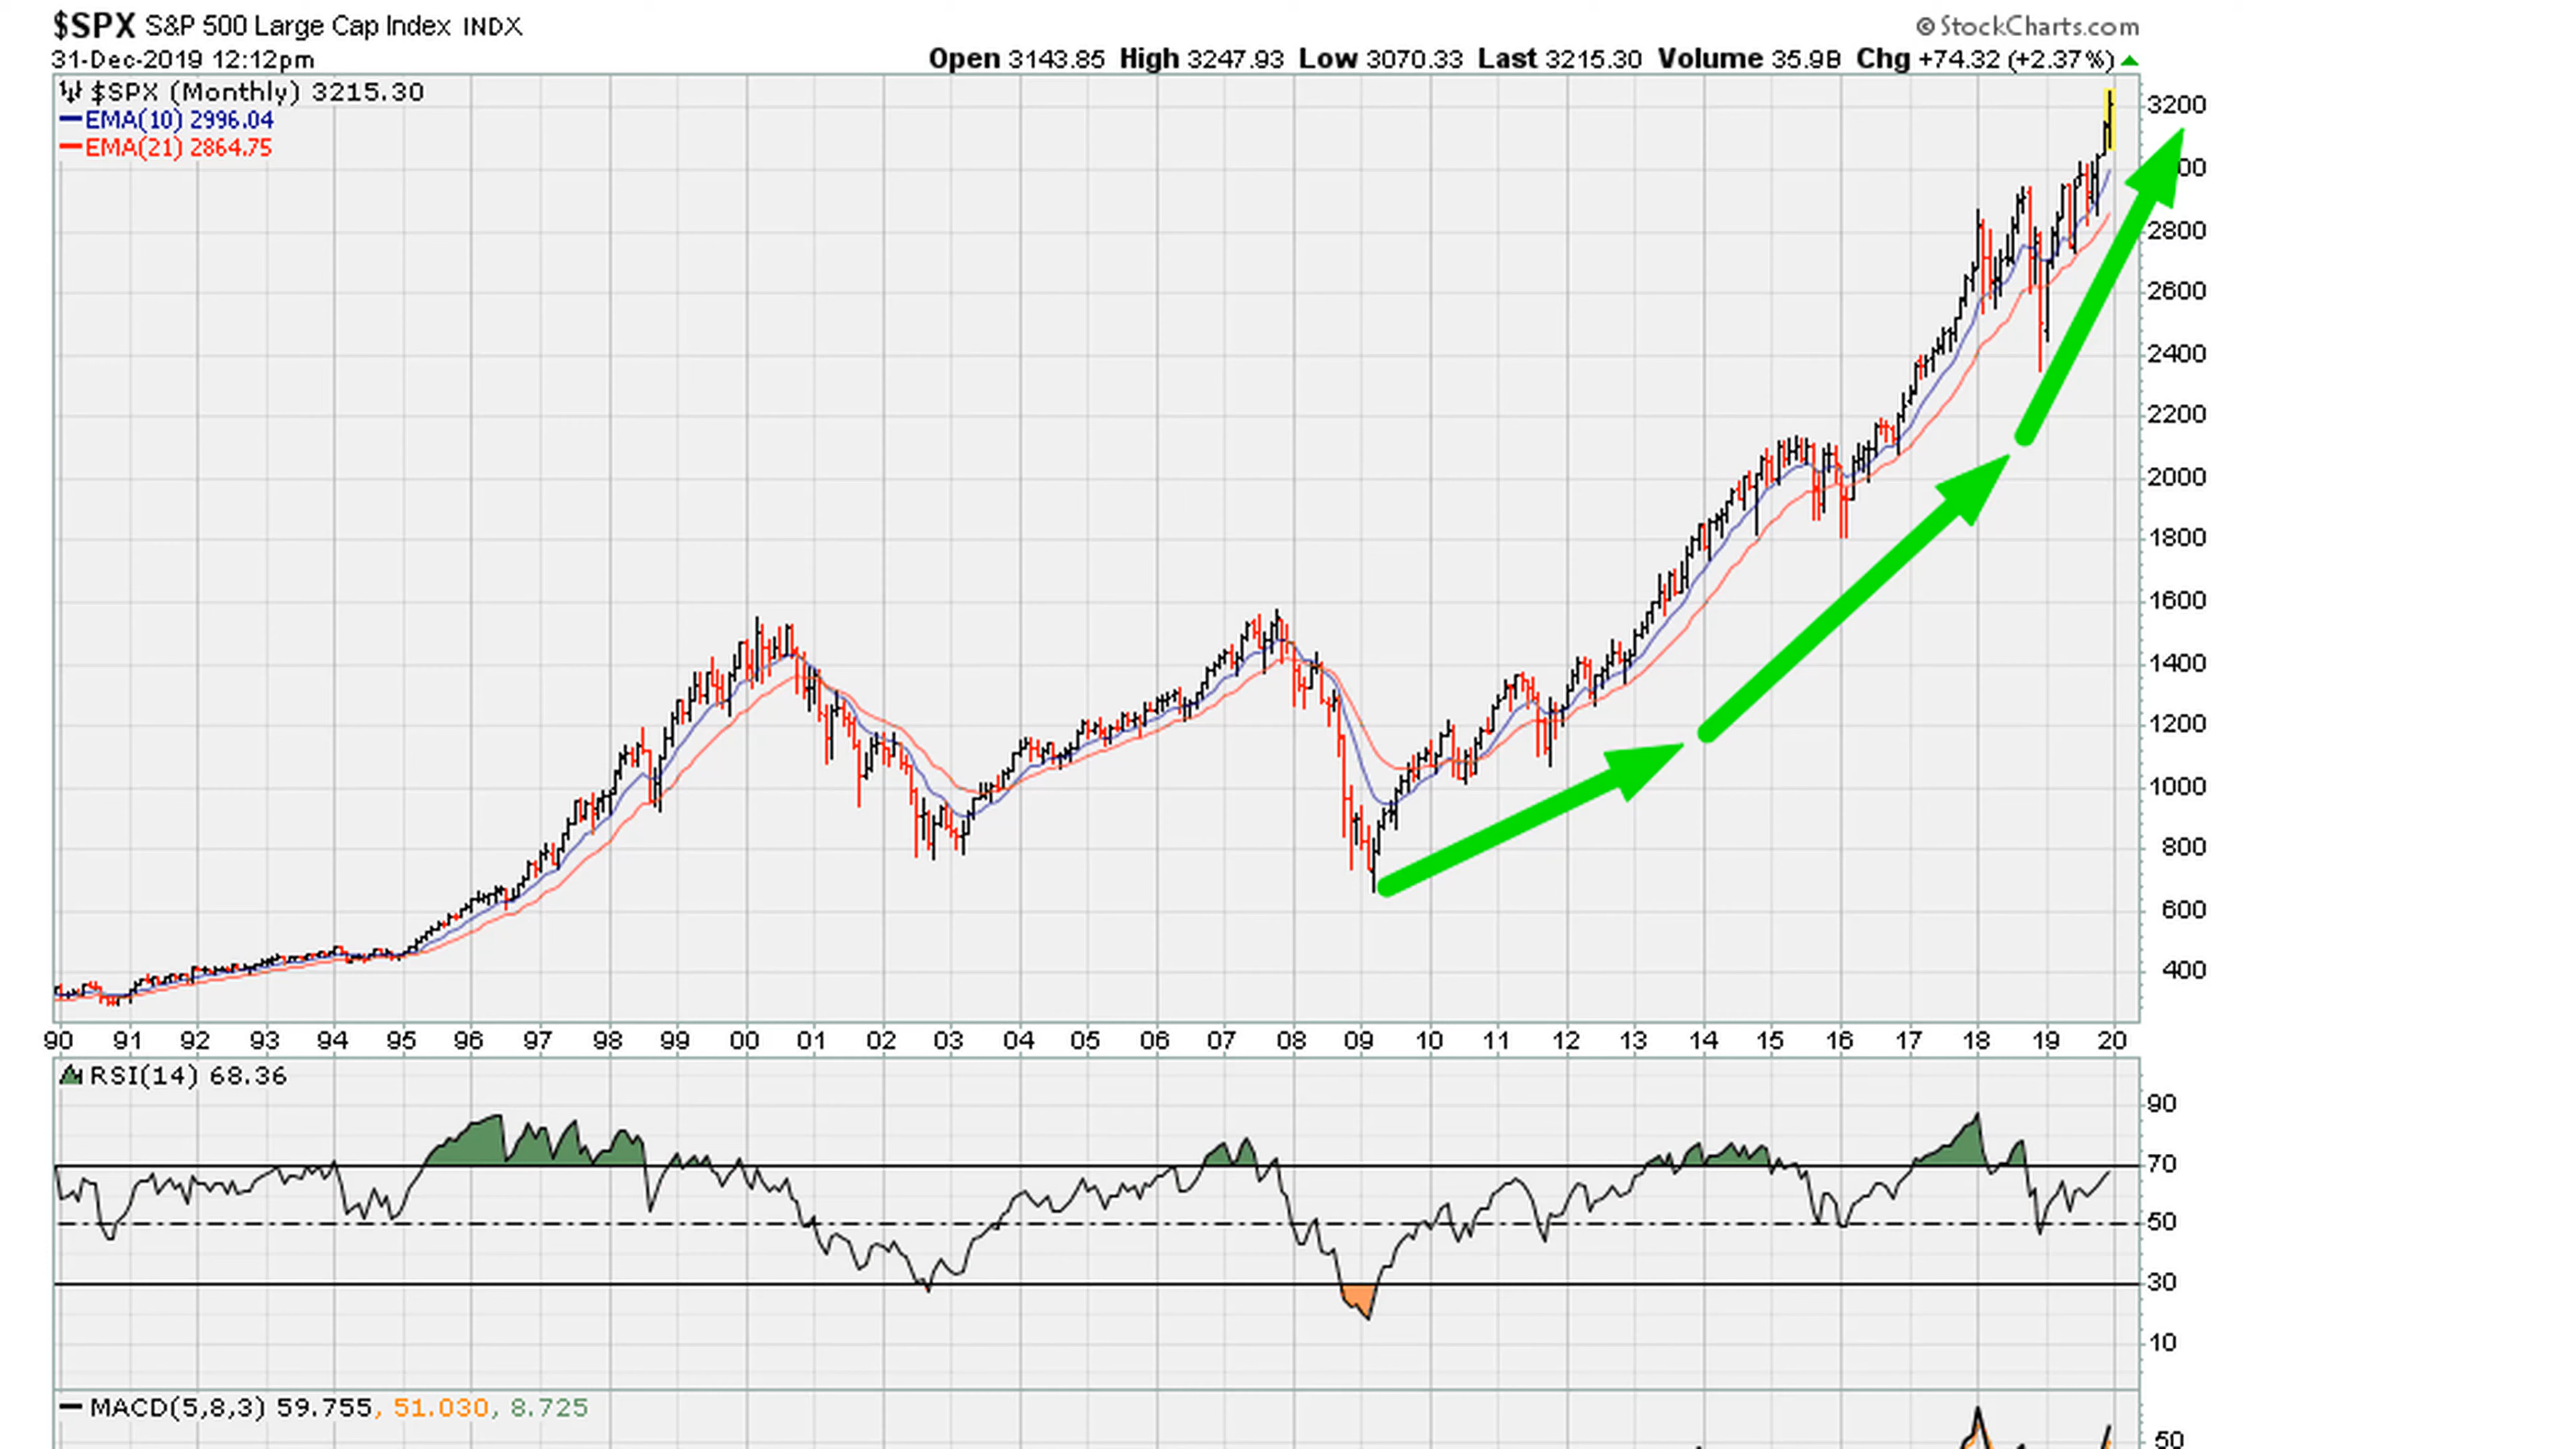 $SPX S&P 500 Large Cap Index INDX
© StockCharts.com
31-Dec-2019 12:12pm
Open 3143.85 High 3247.93 Low 3070.33 Last 3215.30 Volume 35.9B Chg +74.32 (+2.37%)
$SPX (Monthly) 3215.30
EMA(10) 2996.04
EMA(21) 2864.75
3200
2800
2600
2400
2200
2000
1800
1600
1400
1200
1000
800
600
400
90 91 92 93 94 95 96 97 98 99 00 01 02 03 04 05 06 07 08 09 10 11 12 13 14 15 16 17 18 19 20
RSI(14) 68.36
90
70
50
30
10
MACD(5,8,3) 59.755, 51.030, 8.725
50